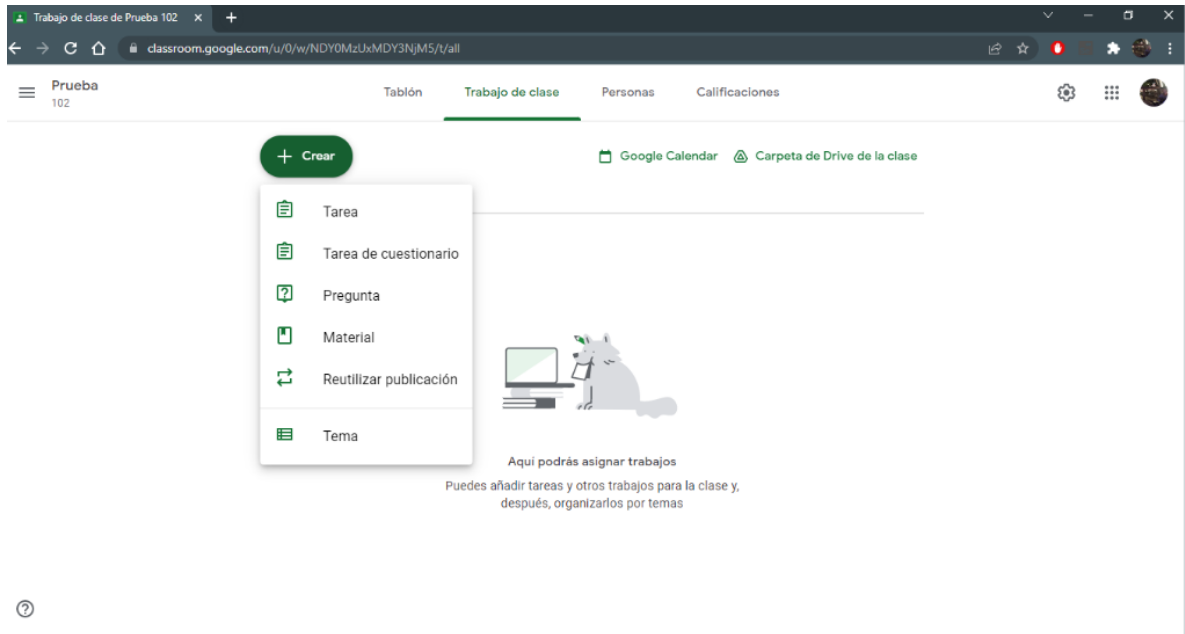 Trabajo de clase de Prueba 102
classroom.google.com/u/0/w/NDY0MzUxMDY3NjM5/t/all
Prueba
102
Tablón Trabajo de clase Personas Calificaciones
Crear
Google Calendar Carpeta de Drive de la clase
Tarea
Tarea de cuestionario
Pregunta
Material
Reutilizar publicación
Tema
Aquí podrás asignar trabajos
Puedes añadir tareas y otros trabajos para la clase y,
después, organizarlos por temas